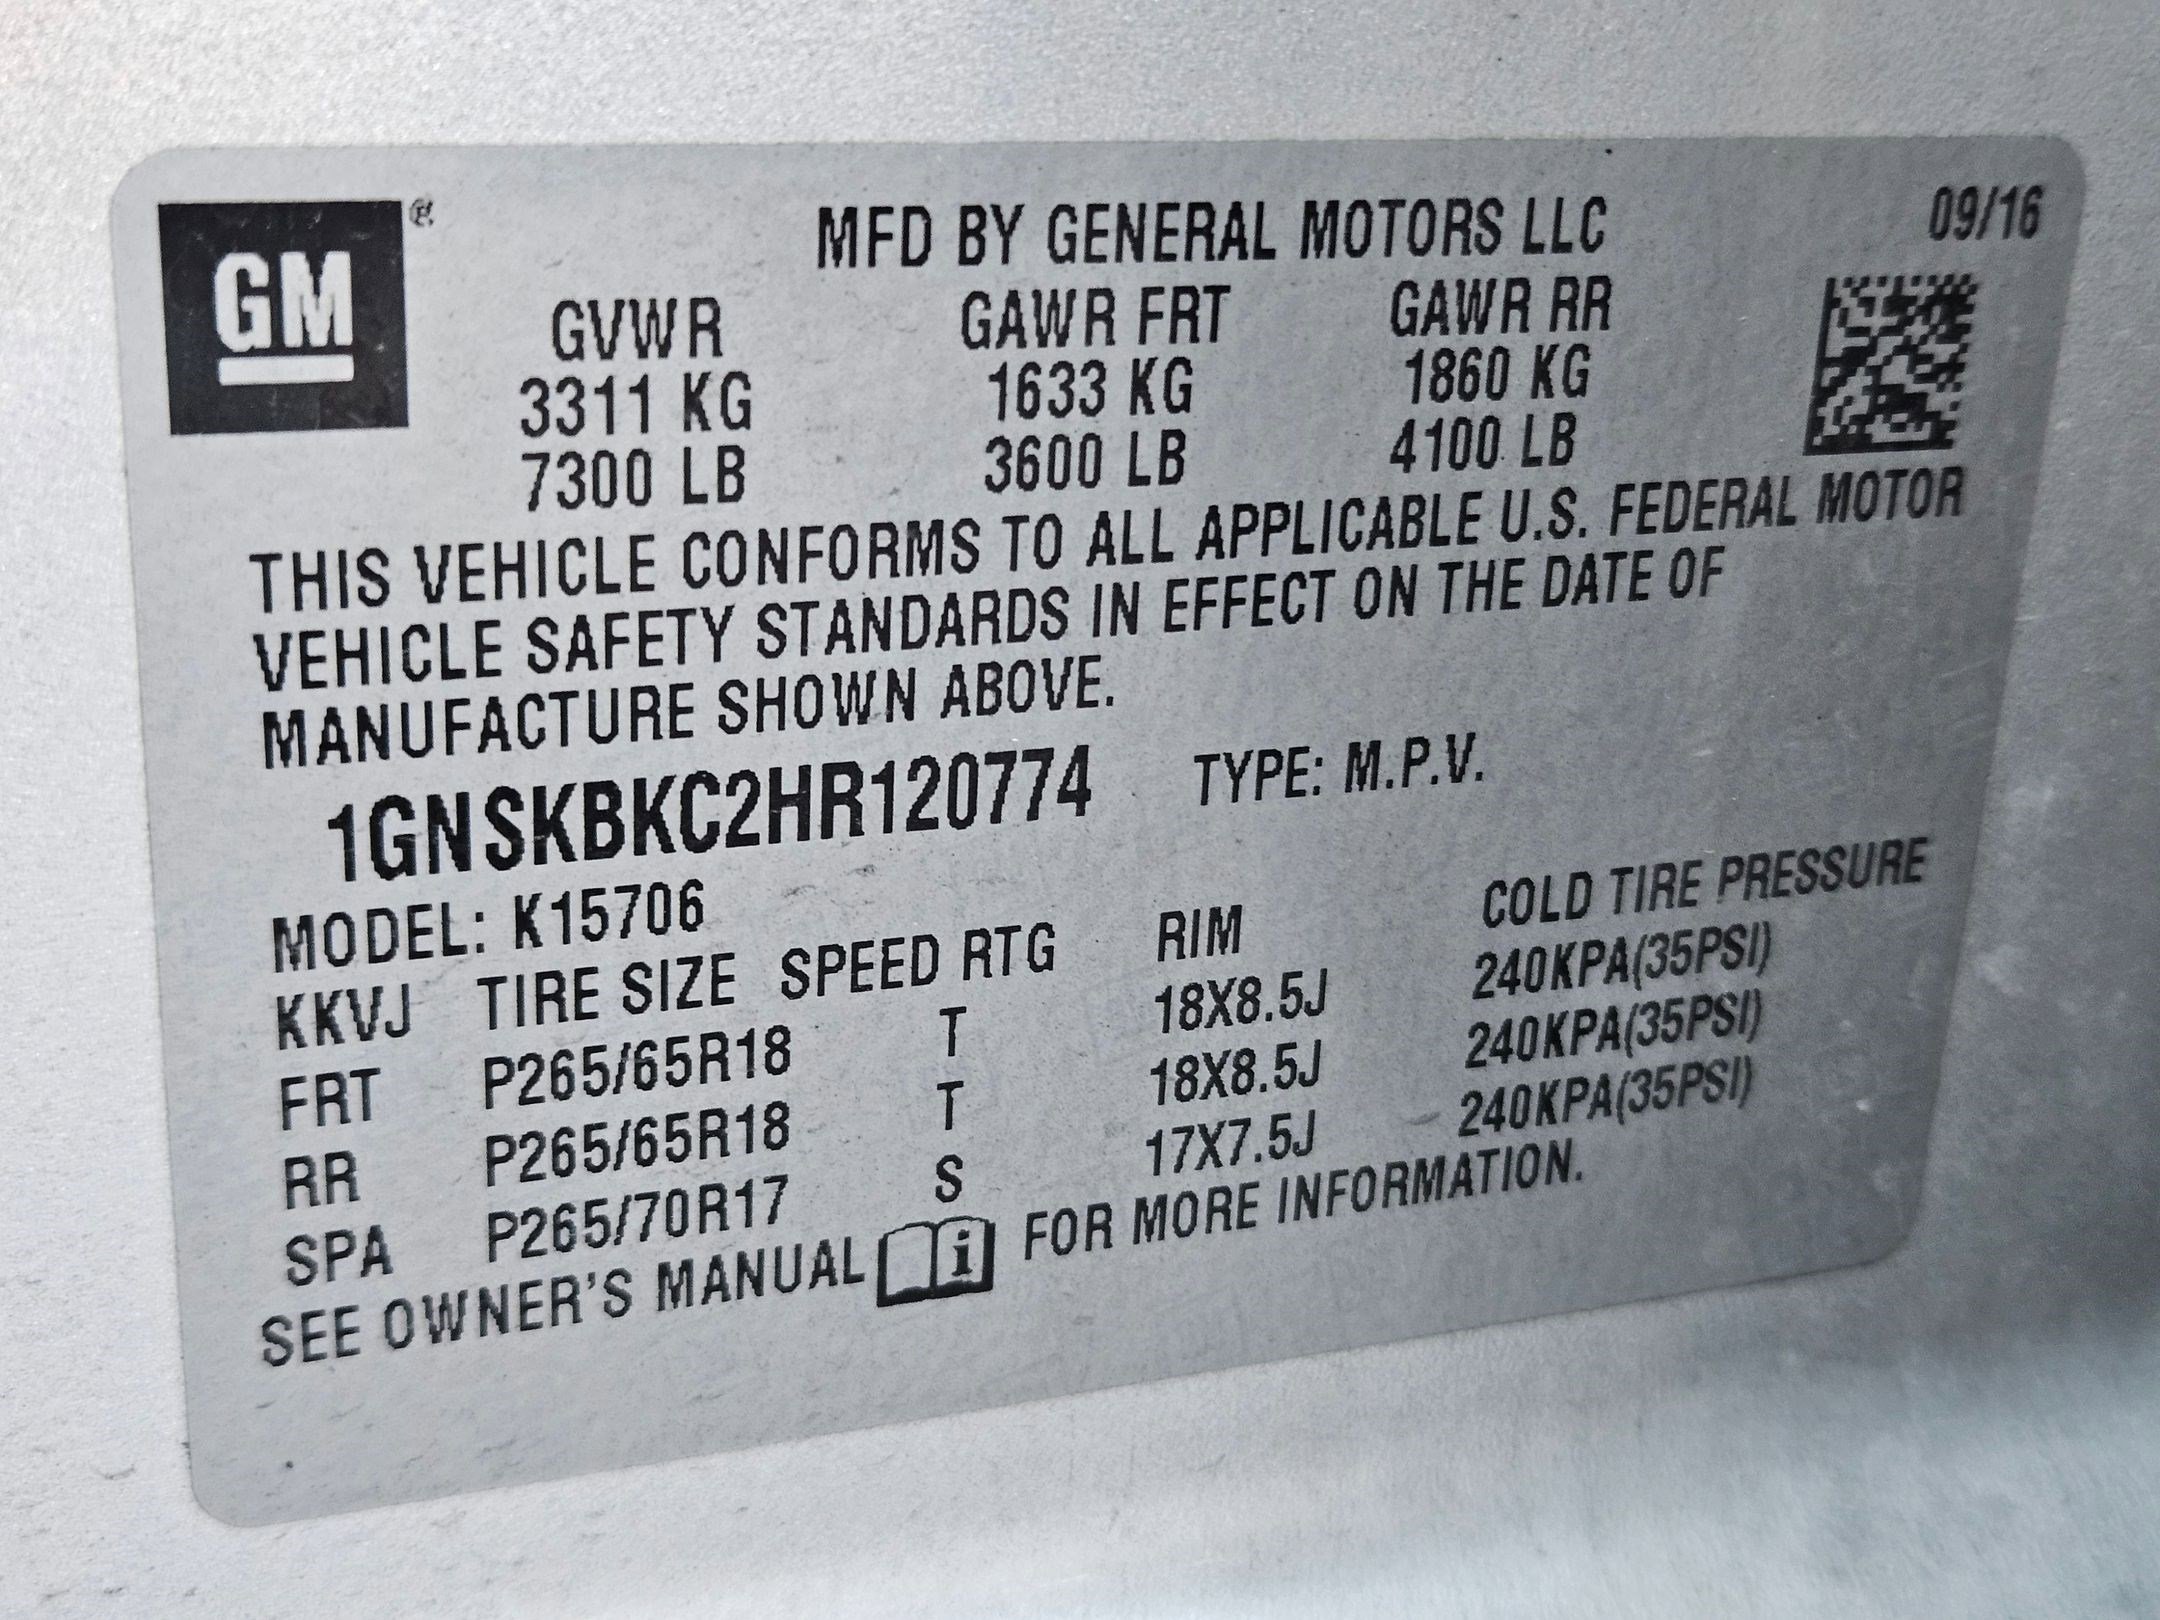 GM®
MFD BY GENERAL MOTORS LLC 09/16
GVWR GAWR FRT GAWR RR
3311 KG 1633 KG 1860 KG
7300 LB 3600 LB 4100 LB
THIS VEHICLE CONFORMS TO ALL APPLICABLE U.S. FEDERAL MOTOR
VEHICLE SAFETY STANDARDS IN EFFECT ON THE DATE OF
MANUFACTURE SHOWN ABOVE.
1GNSKBKC2HR120774 TYPE: M.P.V.
MODEL: K15706
KKVJ TIRE SIZE SPEED RTG RIM COLD TIRE PRESSURE
FRT P265/65R18 T 18X8.5J 240KPA(35PSI)
RR P265/65R18 T 18X8.5J 240KPA(35PSI)
SPA P265/70R17 S 17X7.5J 240KPA(35PSI)
SEE OWNER'S MANUAL i FOR MORE INFORMATION.